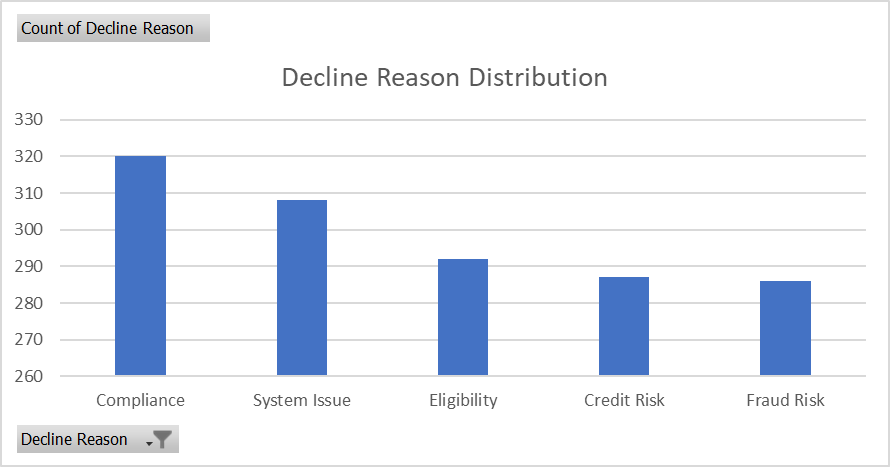 Count of Decline Reason
Decline Reason Distribution
330
320
310
300
290
280
270
260
Compliance System Issue Eligibility Credit Risk Fraud Risk
Decline Reason